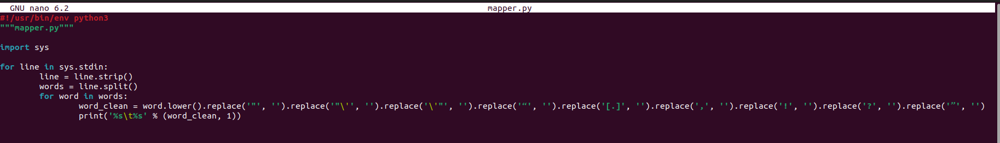 GNU nano 6.2 mapper.py
#!/usr/bin/env python3
"""mapper.py"""
import sys
for line in sys.stdin:
line = line.strip()
words = line.split()
for word in words:
word_clean = word.lower().replace('"', '').replace('"\'', '').replace('\'"', '').replace('“', '').replace('[.]', '').replace(',', '').replace('!', '').replace('?', '').replace('”', '')
print('%s\t%s' % (word_clean, 1))